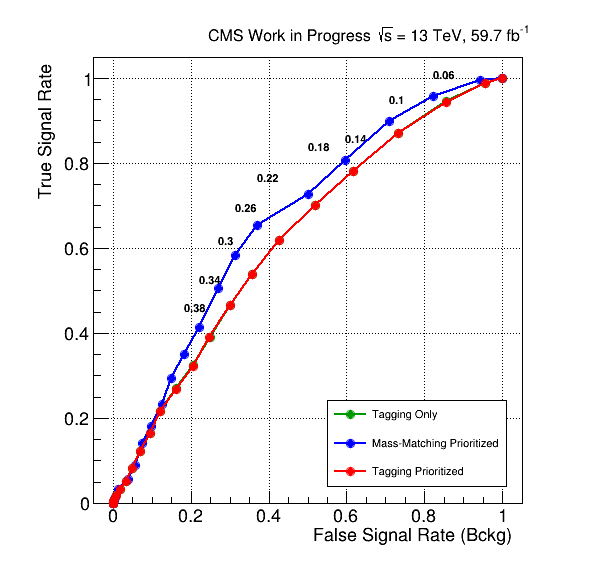 CMS Work in Progress √s = 13 TeV, 59.7 fb⁻¹
True Signal Rate
1
0.8
0.6
0.4
0.2
0
0.06
0.1
0.14
0.18
0.22
0.26
0.3
0.34
0.38
Tagging Only
Mass-Matching Prioritized
Tagging Prioritized
0 0.2 0.4 0.6 0.8 1
False Signal Rate (Bckg)